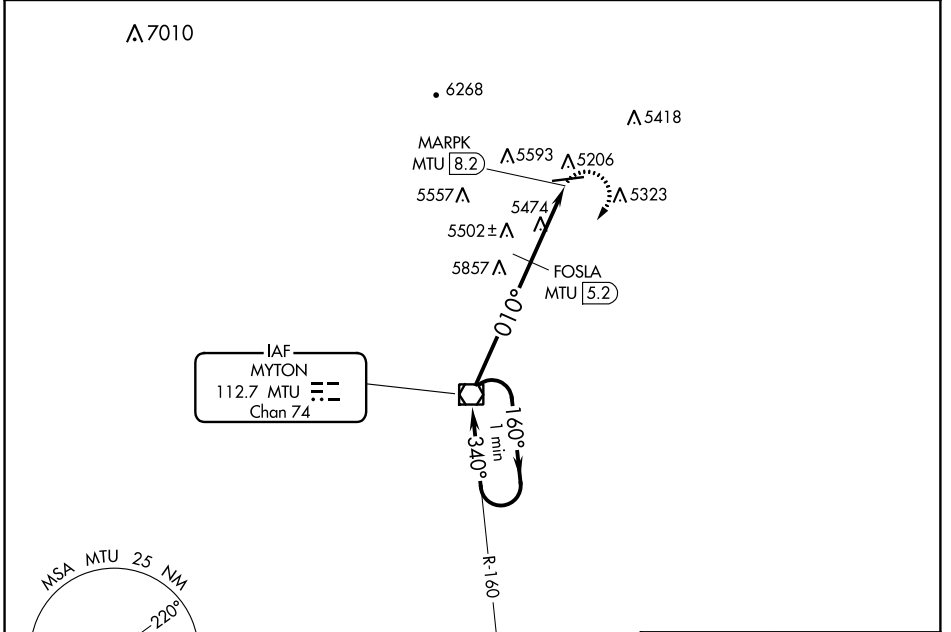 7010
6268
5418
MARPK
MTU 8.2
5593
5206
5557
5323
5474
5502±
5857
FOSLA
MTU 5.2
010°
IAF
MYTON
112.7 MTU
Chan 74
160°
1 min
340°
R-160
MSA MTU 25 NM
220°